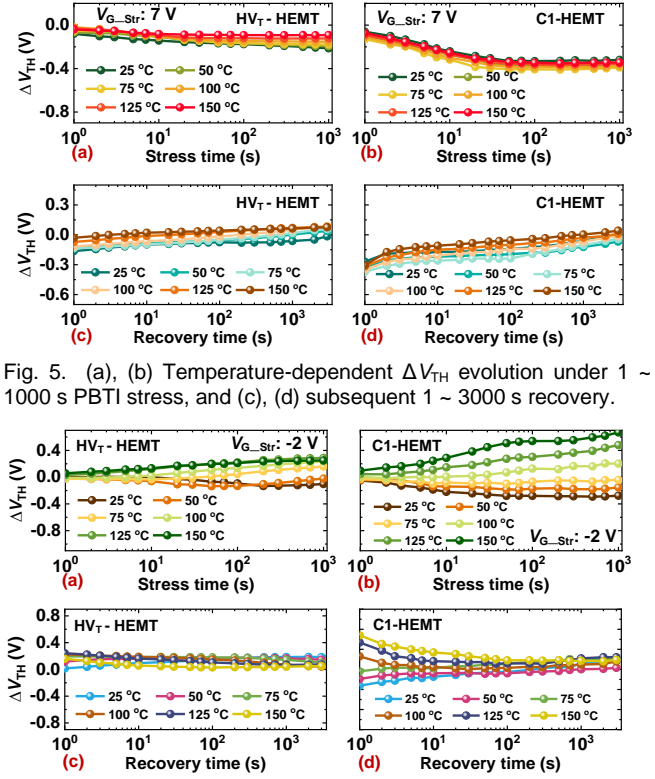 V_G_Str: 7 V HV_T - HEMT
ΔV_TH (V)
0.0
-0.4
-0.8
25 °C 50 °C
75 °C 100 °C
125 °C 150 °C
10^0 10^1 10^2 10^3
(a) Stress time (s)
V_G_Str: 7 V C1-HEMT
25 °C 50 °C
75 °C 100 °C
125 °C 150 °C
10^0 10^1 10^2 10^3
(b) Stress time (s)
HV_T - HEMT
ΔV_TH (V)
0.3
0.0
-0.3
-0.6
25 °C 50 °C 75 °C
100 °C 125 °C 150 °C
10^0 10^1 10^2 10^3
(c) Recovery time (s)
C1-HEMT
25 °C 50 °C 75 °C
100 °C 125 °C 150 °C
10^0 10^1 10^2 10^3
(d) Recovery time (s)
Fig. 5. (a), (b) Temperature-dependent ΔV_TH evolution under 1 ~
1000 s PBTI stress, and (c), (d) subsequent 1 ~ 3000 s recovery.
HV_T - HEMT V_G_Str: -2 V
ΔV_TH (V)
0.4
0.0
-0.4
-0.8
25 °C 50 °C
75 °C 100 °C
125 °C 150 °C
10^0 10^1 10^2 10^3
(a) Stress time (s)
C1-HEMT
25 °C 50 °C
75 °C 100 °C
125 °C 150 °C
V_G_Str: -2 V
10^0 10^1 10^2 10^3
(b) Stress time (s)
HV_T - HEMT
ΔV_TH (V)
0.8
0.4
0.0
-0.4
-0.8
25 °C 50 °C 75 °C
100 °C 125 °C 150 °C
10^0 10^1 10^2 10^3
(c) Recovery time (s)
C1-HEMT
25 °C 50 °C 75 °C
100 °C 125 °C 150 °C
10^0 10^1 10^2 10^3
(d) Recovery time (s)